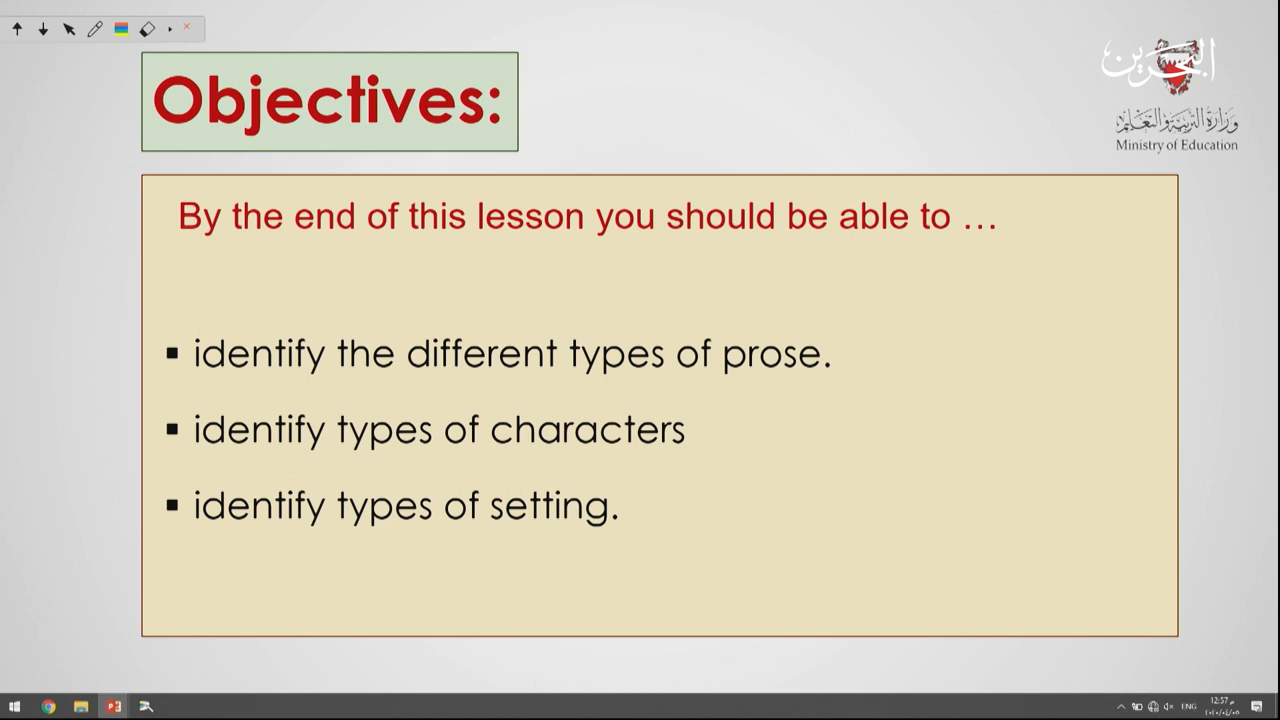 البحرين
وزارة التربية والتعليم
Ministry of Education
Objectives:
By the end of this lesson you should be able to …
▪ identify the different types of prose.
▪ identify types of characters
▪ identify types of setting.
ENG
12:57 م